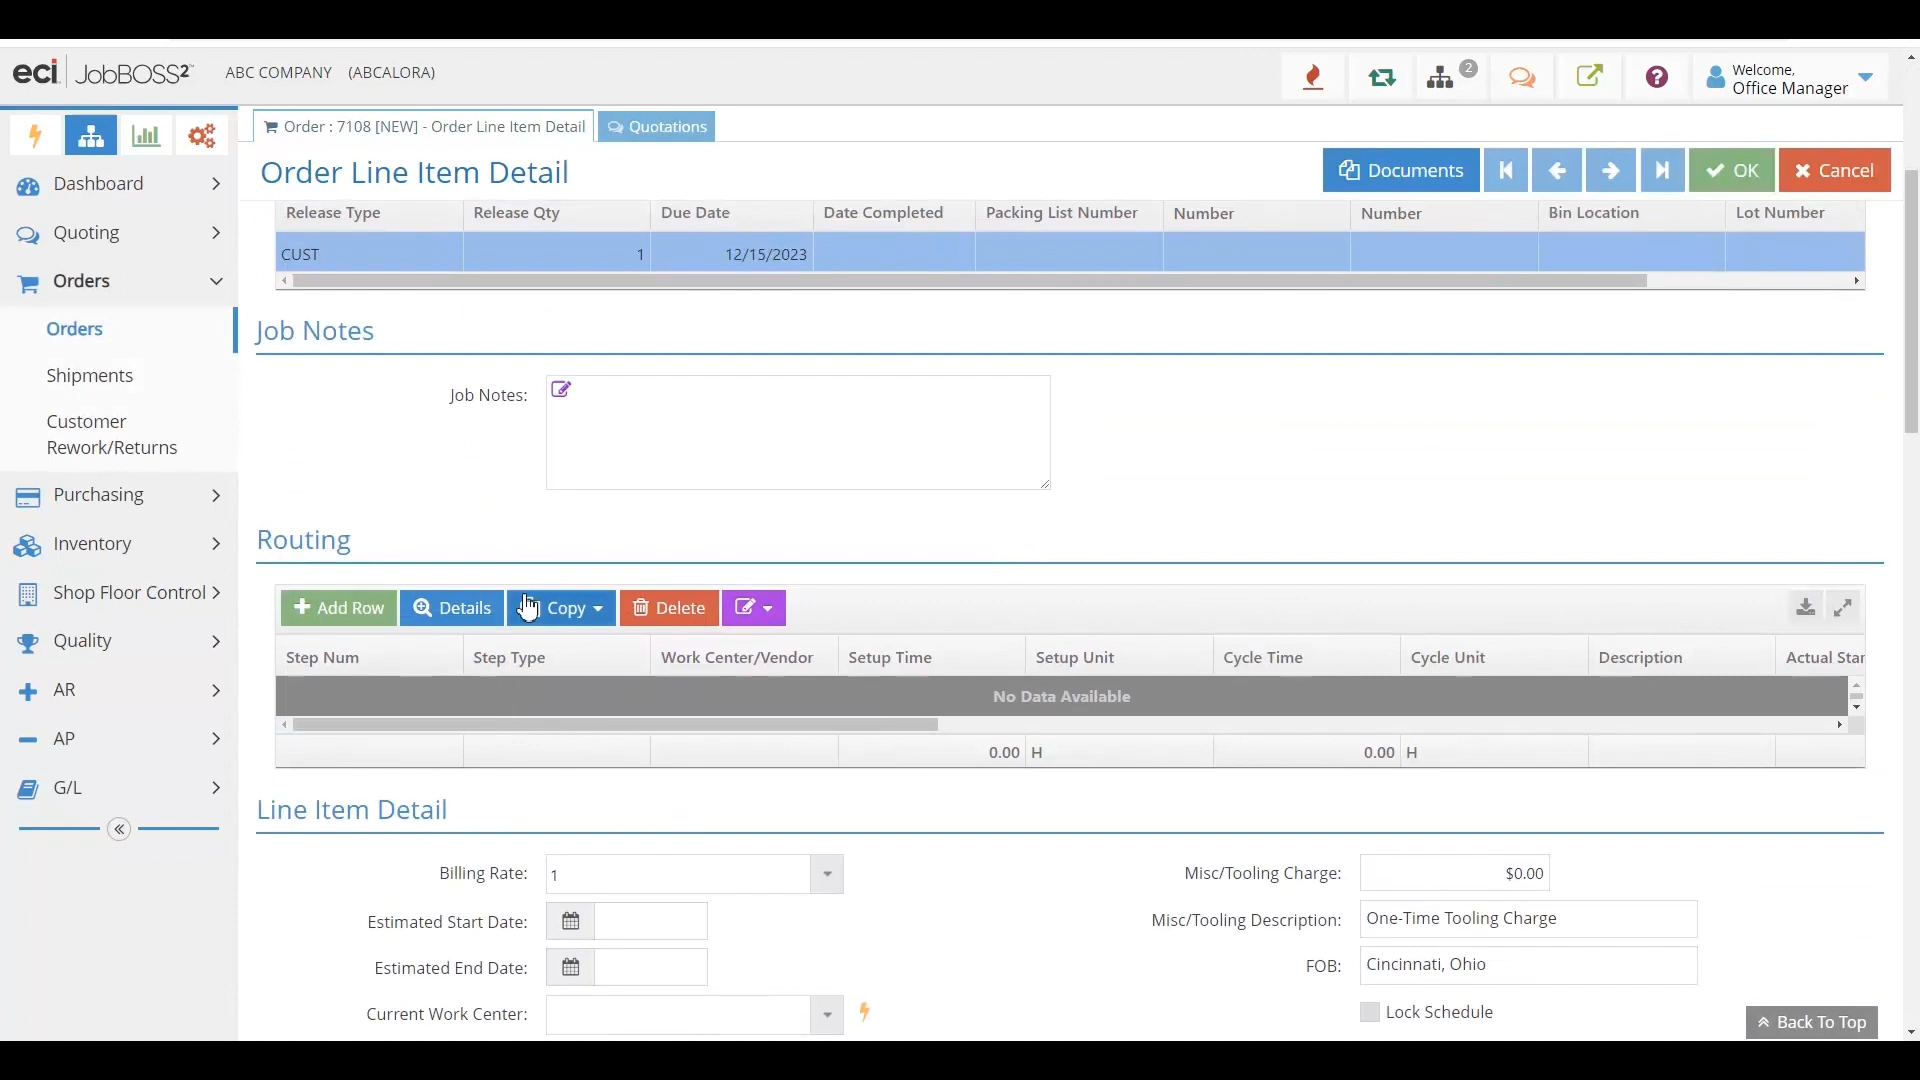 eci JobBOSS² ABC COMPANY (ABCALORA)
2
Welcome,
Office Manager
Order : 7108 [NEW] - Order Line Item Detail
Quotations
Order Line Item Detail
Documents
OK
Cancel
Dashboard
Quoting
Orders
Orders
Shipments
Customer
Rework/Returns
Purchasing
Inventory
Shop Floor Control
Quality
AR
AP
G/L
Release Type Release Qty Due Date Date Completed Packing List Number Number Number Bin Location Lot Number
CUST 1 12/15/2023
Job Notes
Job Notes:
Routing
Add Row Details Copy Delete
Step Num Step Type Work Center/Vendor Setup Time Setup Unit Cycle Time Cycle Unit Description Actual Star
No Data Available
0.00 H 0.00 H
Line Item Detail
Billing Rate: 1
Misc/Tooling Charge: $0.00
Estimated Start Date:
Misc/Tooling Description: One-Time Tooling Charge
Estimated End Date:
FOB: Cincinnati, Ohio
Current Work Center:
Lock Schedule
Back To Top